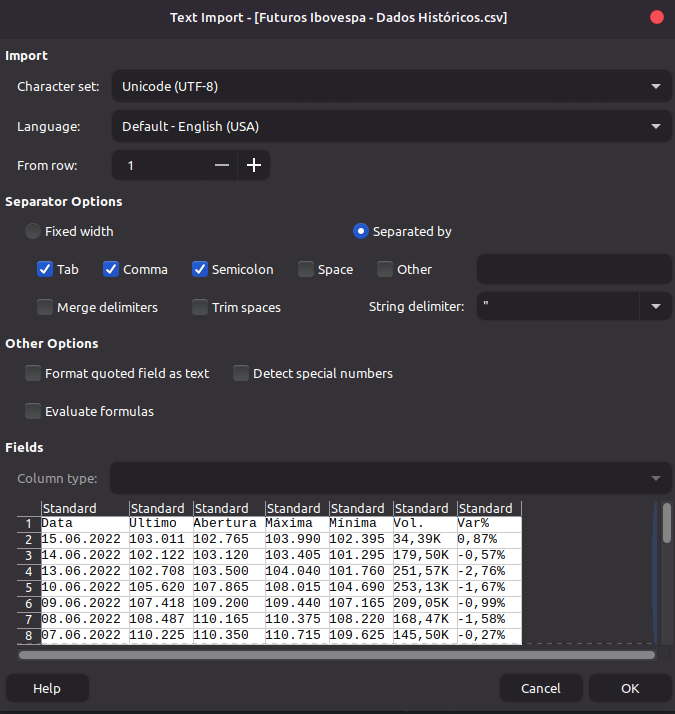 Text Import - [Futuros Ibovespa - Dados Históricos.csv]
Import
Character set: Unicode (UTF-8)
Language: Default - English (USA)
From row: 1
Separator Options
Fixed width Separated by
Tab Comma Semicolon Space Other
Merge delimiters Trim spaces String delimiter: "
Other Options
Format quoted field as text Detect special numbers
Evaluate formulas
Fields
Column type:
Standard Standard Standard Standard Standard Standard Standard
1 Data Último Abertura Máxima Mínima Vol. Var%
2 15.06.2022 103.011 102.765 103.990 102.395 34,39K 0,87%
3 14.06.2022 102.122 103.120 103.405 101.295 179,50K -0,57%
4 13.06.2022 102.708 103.500 104.040 101.760 251,57K -2,76%
5 10.06.2022 105.620 107.865 108.015 104.690 253,13K -1,67%
6 09.06.2022 107.418 109.200 109.440 107.165 209,05K -0,99%
7 08.06.2022 108.487 110.165 110.375 108.220 168,47K -1,58%
8 07.06.2022 110.225 110.350 110.715 109.625 145,50K -0,27%
Help Cancel OK